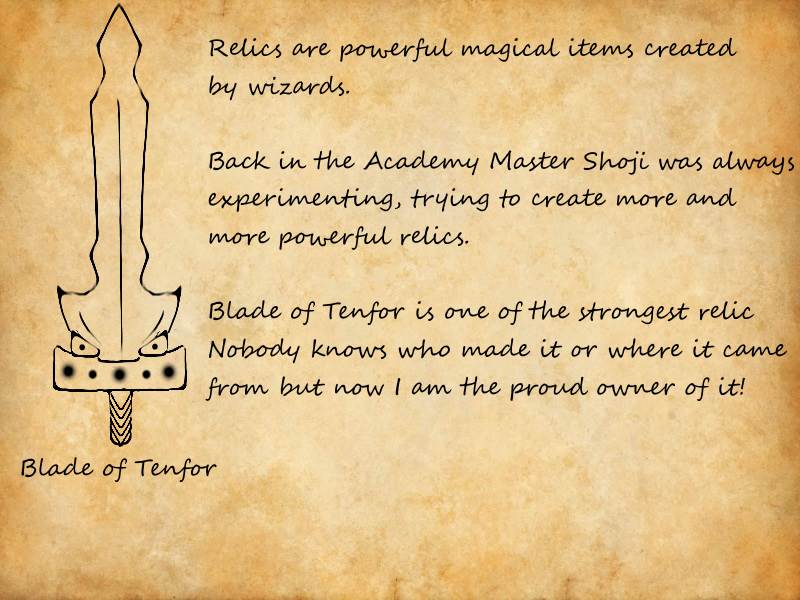 Relics are powerful magical items created
by wizards.
Back in the Academy Master Shoji was always
experimenting, trying to create more and
more powerful relics.
Blade of Tenfor is one of the strongest relic
Nobody knows who made it or where it came
from but now I am the proud owner of it!
Blade of Tenfor